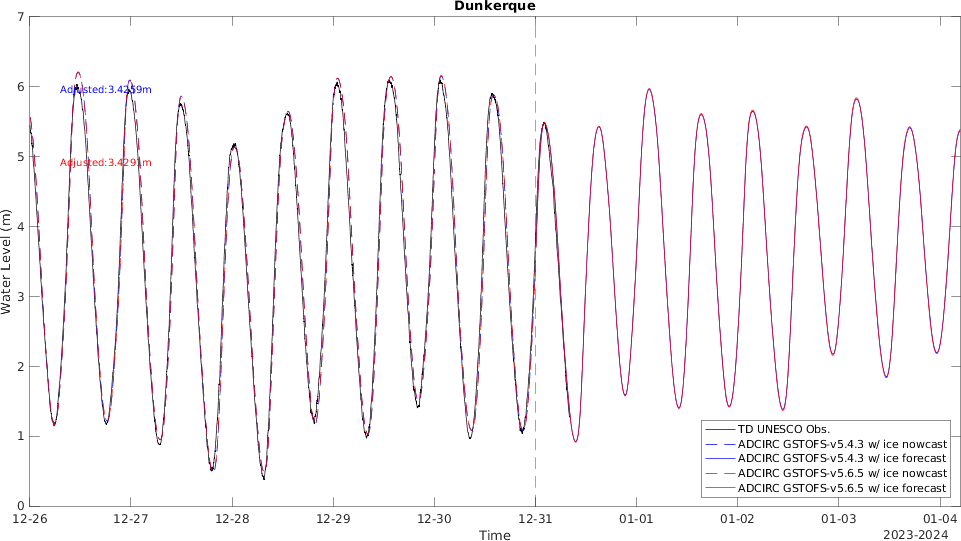 Dunkerque
7
6
5
4
3
2
1
0
Water Level (m)
Adjusted:3.4259m
Adjusted:3.4291m
TD UNESCO Obs.
ADCIRC GSTOFS-v5.4.3 w/ ice nowcast
ADCIRC GSTOFS-v5.4.3 w/ ice forecast
ADCIRC GSTOFS-v5.6.5 w/ ice nowcast
ADCIRC GSTOFS-v5.6.5 w/ ice forecast
12-26 12-27 12-28 12-29 12-30 12-31 01-01 01-02 01-03 01-04
Time
2023-2024